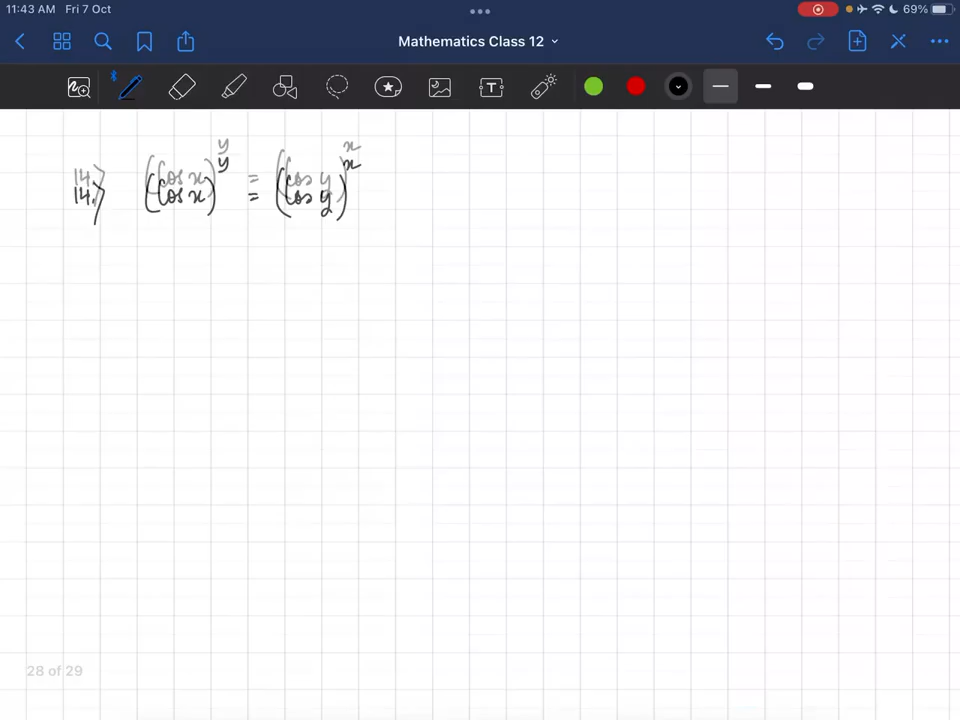 11:43 AM Fri 7 Oct
69%
Mathematics Class 12
T
14.> (Cos x)^y = (Cos y)^x
28 of 29